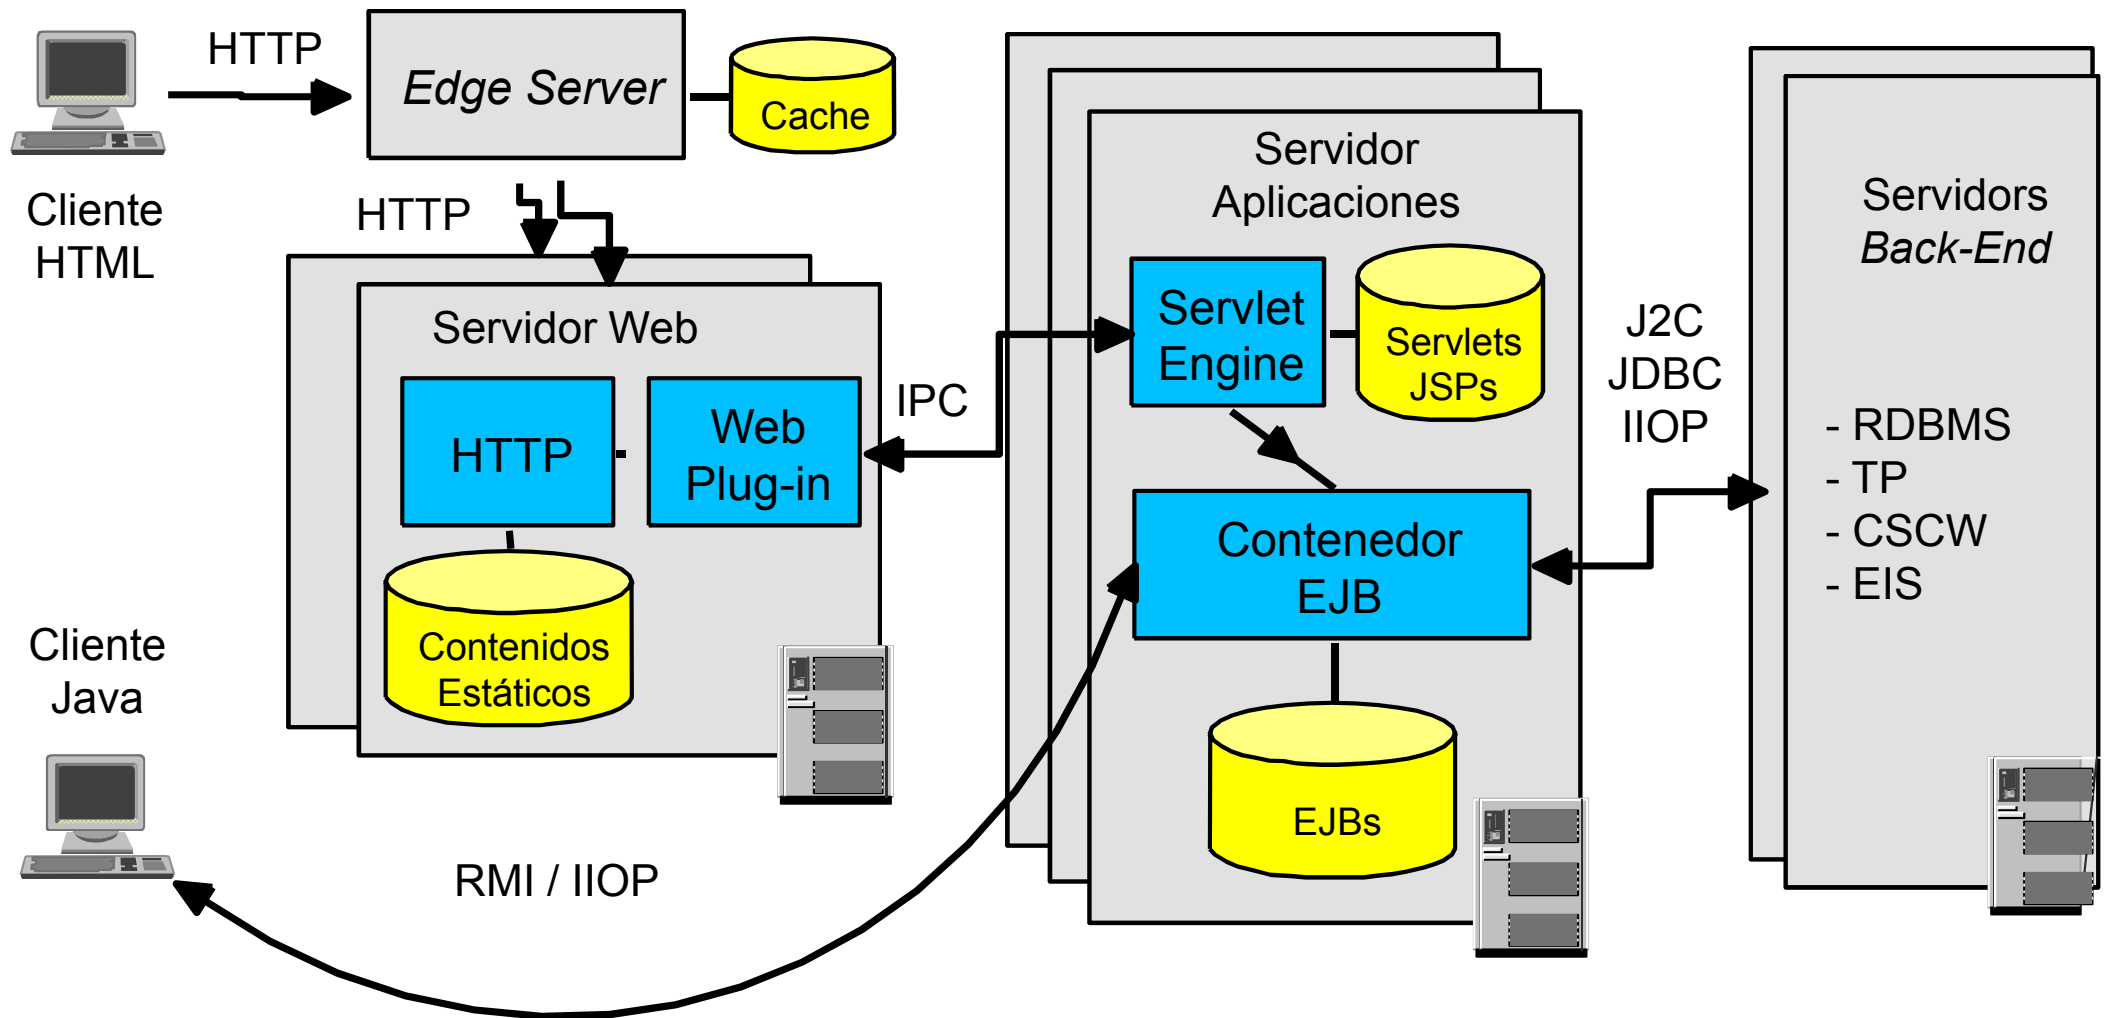 HTTP
Edge Server
Cache
Cliente
HTML
HTTP
Servidor Web
HTTP
Web
Plug-in
Contenidos
Estáticos
IPC
Servidor
Aplicaciones
Servlet
Engine
Servlets
JSPs
Contenedor
EJB
EJBs
J2C
JDBC
IIOP
Servidors
Back-End
- RDBMS
- TP
- CSCW
- EIS
Cliente
Java
RMI / IIOP